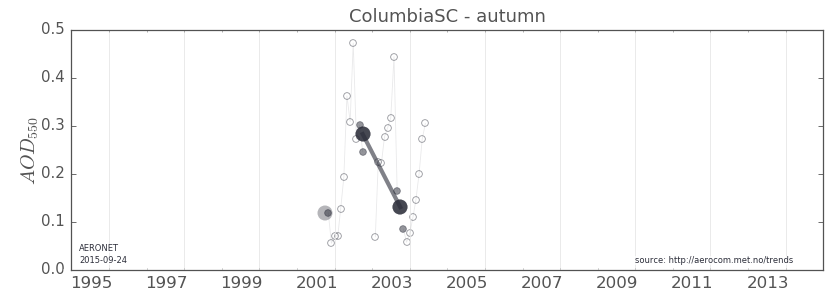 ColumbiaSC - autumn
0.5
0.4
0.3
0.2
0.1
0.0
AOD550
AERONET
2015-09-24
source: http://aerocom.met.no/trends
1995 1997 1999 2001 2003 2005 2007 2009 2011 2013